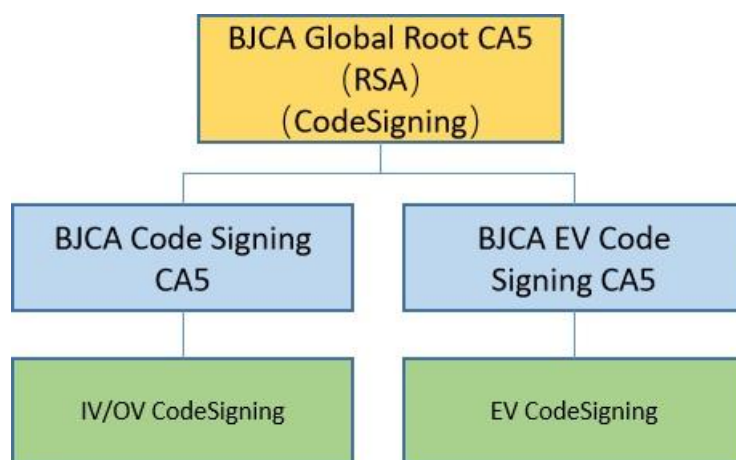 BJCA Global Root CA5
（RSA）
（CodeSigning）
BJCA Code Signing
CA5
BJCA EV Code
Signing CA5
IV/OV CodeSigning
EV CodeSigning